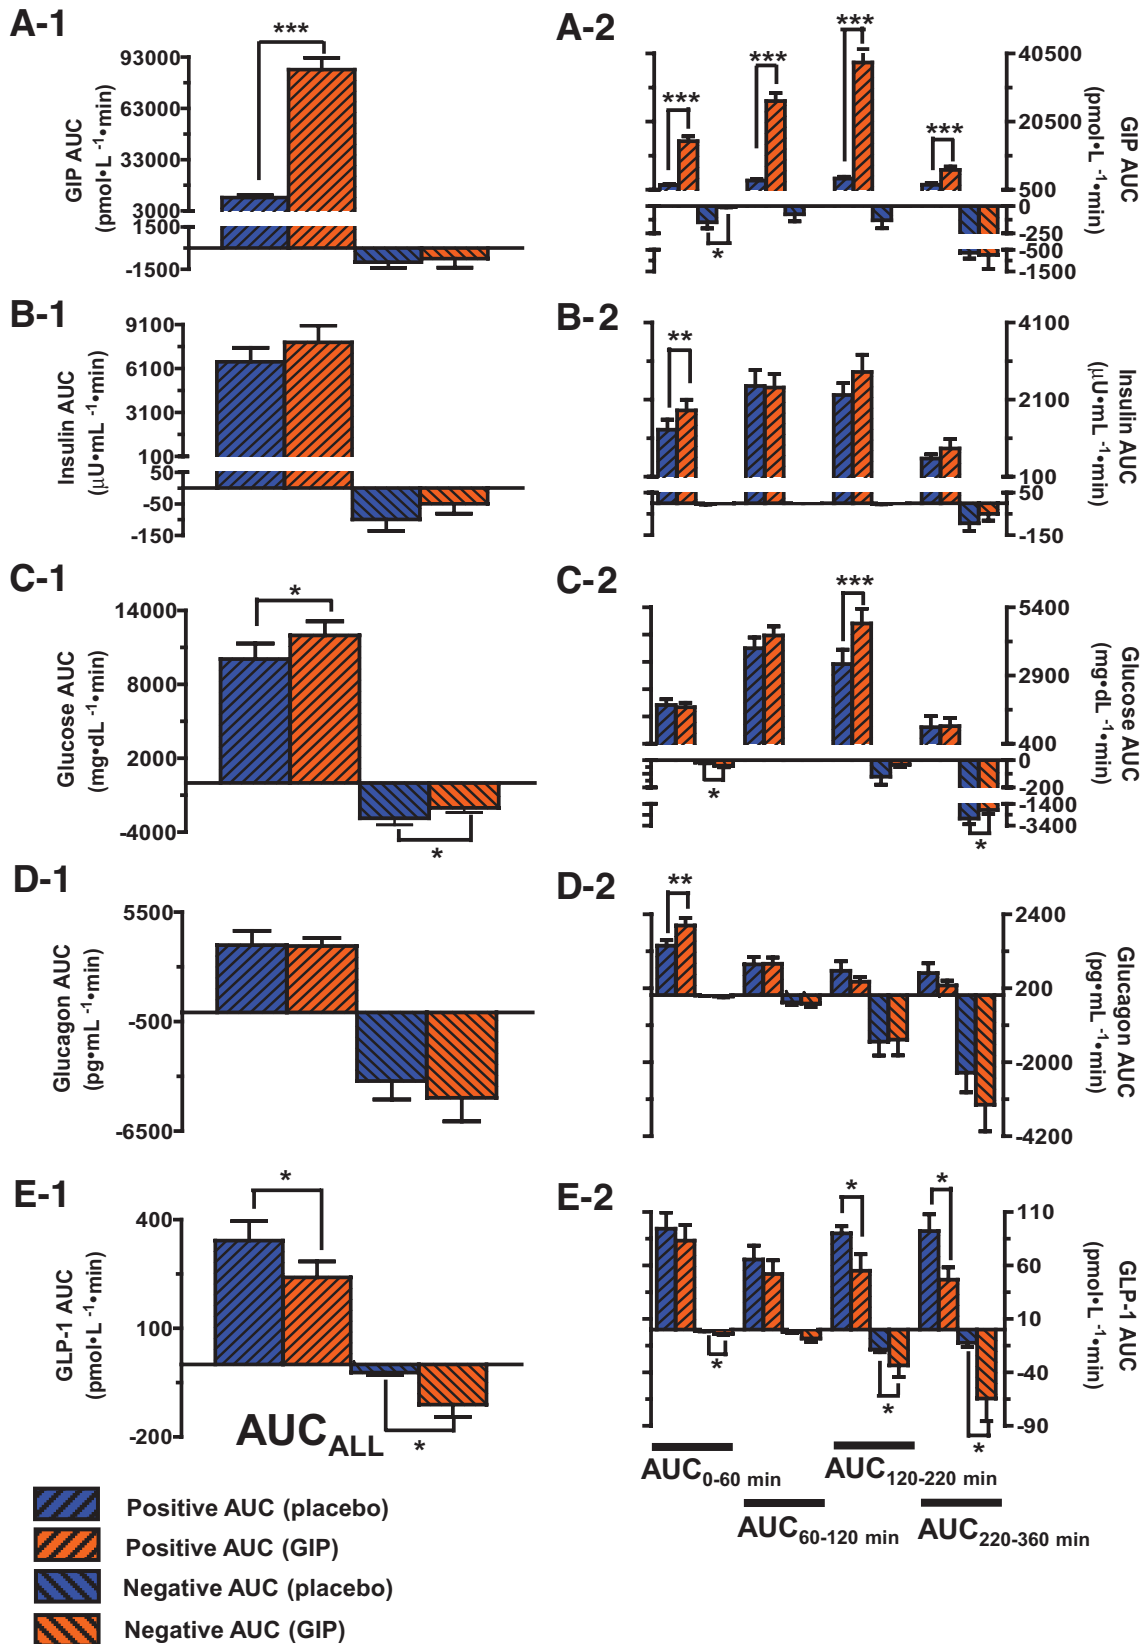 A-1
***
93000
63000
33000
3000
1500
-1500
GIP AUC
(pmol•L -1•min)
A-2
***
***
***
***
*
40500
20500
500
0
-250
-500
-1500
GIP AUC
(pmol•L -1•min)
B-1
9100
6100
3100
100
50
-50
-150
Insulin AUC
(µU•mL -1•min)
B-2
**
4100
2100
100
50
-150
Insulin AUC
(µU•mL -1•min)
C-1
*
*
14000
8000
2000
-4000
Glucose AUC
(mg•dL -1•min)
C-2
***
*
*
5400
2900
400
0
-200
-1400
-3400
Glucose AUC
(mg•dL -1•min)
D-1
5500
-500
-6500
Glucagon AUC
(pg•mL -1•min)
D-2
**
2400
200
-2000
-4200
Glucagon AUC
(pg•mL -1•min)
E-1
*
*
400
100
-200
GLP-1 AUC
(pmol•L -1•min)
AUCALL
E-2
*
*
*
*
*
110
60
10
-40
-90
GLP-1 AUC
(pmol•L -1•min)
AUC0-60 min
AUC120-220 min
AUC60-120 min
AUC220-360 min
Positive AUC (placebo)
Positive AUC (GIP)
Negative AUC (placebo)
Negative AUC (GIP)